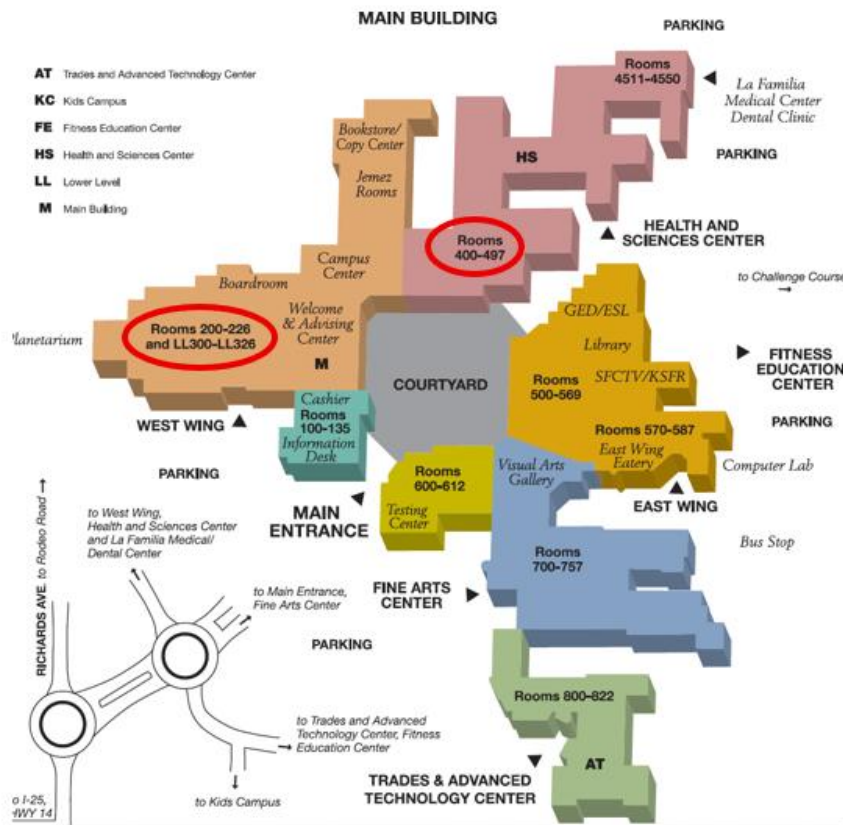 MAIN BUILDING
AT Trades and Advanced Technology Center
KC Kids Campus
FE Fitness Education Center
HS Health and Sciences Center
LL Lower Level
M Main Building
PARKING
Rooms
4511-4550
La Familia
Medical Center
Dental Clinic
Bookstore/
Copy Center
HS
PARKING
Jemez
Rooms
Rooms
400-497
HEALTH AND
SCIENCES CENTER
Campus
Center
Boardroom
to Challenge Course
GED/ESL
Welcome
& Advising
Center
Rooms 200-226
and LL300-LL326
Planetarium
Library
FITNESS
EDUCATION
CENTER
M
COURTYARD
SFCTV/KSFR
Rooms
500-569
Cashier
Rooms
100-135
Information
Desk
WEST WING
PARKING
Rooms 570-587
East Wing
Eatery
Visual Arts
Gallery
Computer Lab
PARKING
Rooms
600-612
Testing
Center
MAIN
ENTRANCE
EAST WING
Bus Stop
to West Wing,
Health and Sciences Center
and La Familia Medical/
Dental Center
RICHARDS AVE. to Rodeo Road
Rooms
700-757
FINE ARTS
CENTER
to Main Entrance,
Fine Arts Center
PARKING
Rooms 800-822
to Trades and Advanced
Technology Center, Fitness
Education Center
AT
TRADES & ADVANCED
TECHNOLOGY CENTER
to Kids Campus
o I-25,
HWY 14